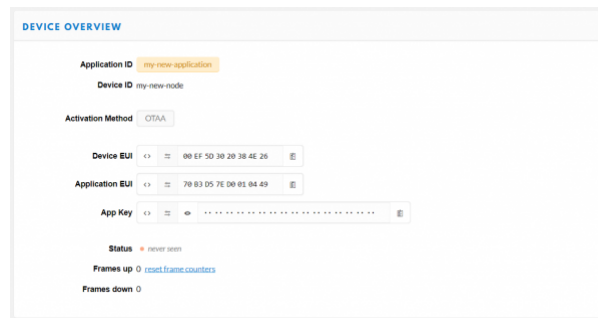 DEVICE OVERVIEW
Application ID my-new-application
Device ID my-new-node
Activation Method OTAA
Device EUI <> 00 EF 5D 30 20 38 4E 26
Application EUI <> 70 B3 D5 7E D0 01 04 49
App Key <> .. .. .. .. .. .. .. .. .. .. .. .. .. .. .. ..
Status never seen
Frames up 0 reset frame counters
Frames down 0